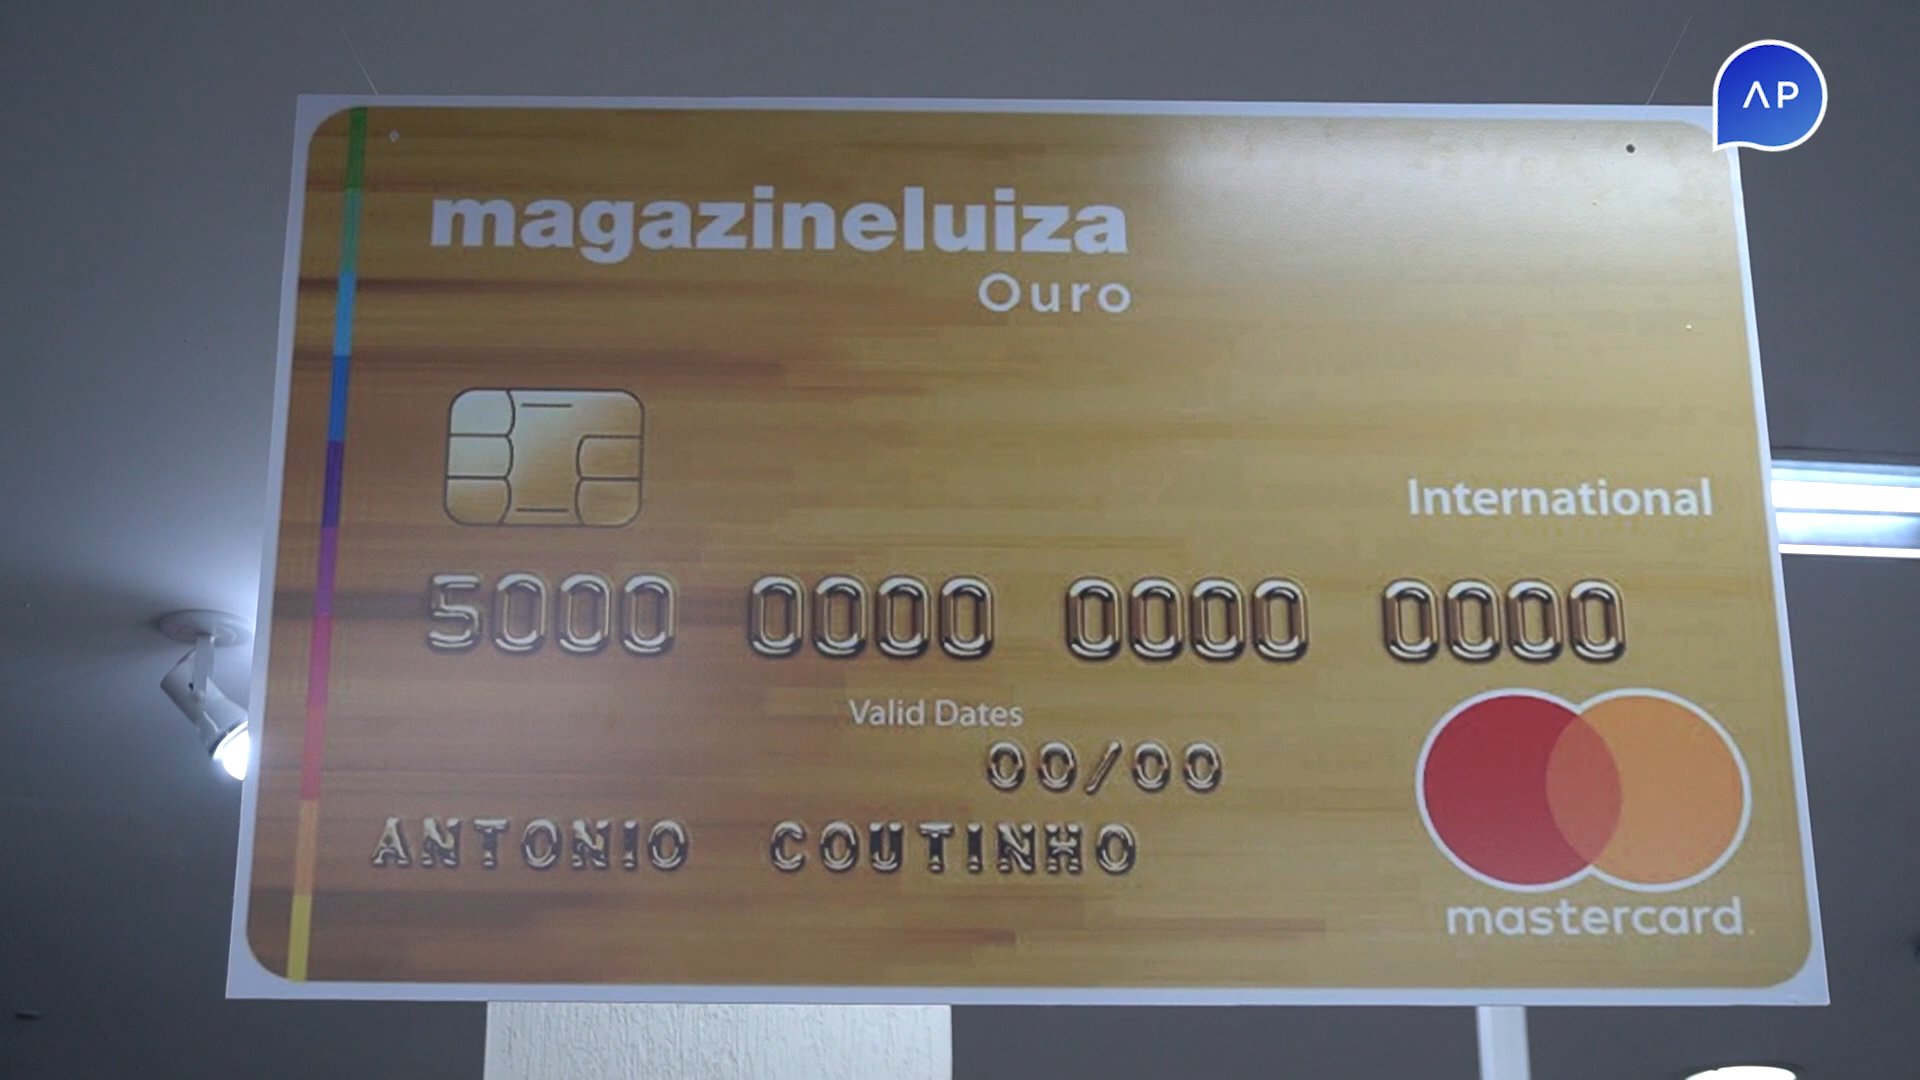 AP
magazineluiza
Ouro
International
5000 0000 0000 0000
Valid Dates
00/00
ANTONIO COUTINHO
mastercard.